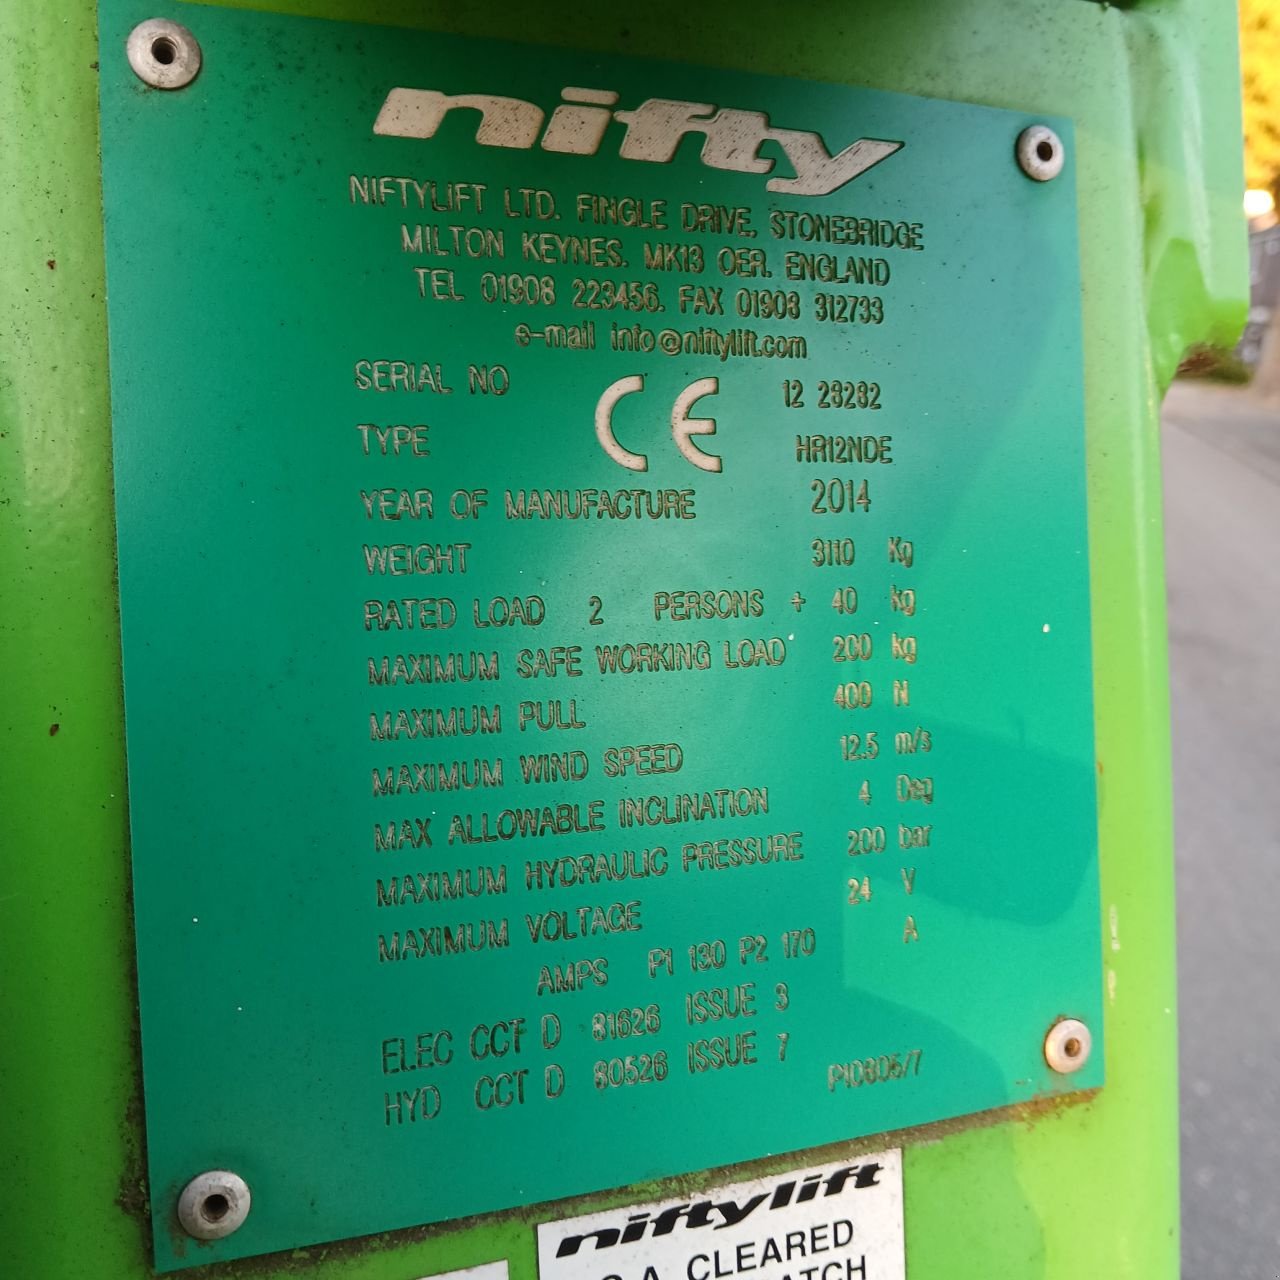 nifty
NIFTYLIFT LTD. FINGLE DRIVE, STONEBRIDGE
MILTON KEYNES. MK13 OER. ENGLAND
TEL 01908 223456. FAX 01908 312733
e-mail info@niftylift.com
SERIAL NO CE 12 28282
TYPE HR12NDE
YEAR OF MANUFACTURE 2014
WEIGHT 3110 Kg
RATED LOAD 2 PERSONS + 40 kg
MAXIMUM SAFE WORKING LOAD 200 kg
MAXIMUM PULL 400 N
MAXIMUM WIND SPEED 12.5 m/s
MAX ALLOWABLE INCLINATION 4 Deg
MAXIMUM HYDRAULIC PRESSURE 200 bar
MAXIMUM VOLTAGE 24 V
AMPS P1 130 P2 170 A
ELEC CCT D 81626 ISSUE 3
HYD CCT D 80526 ISSUE 7
niftylift
CLEARED